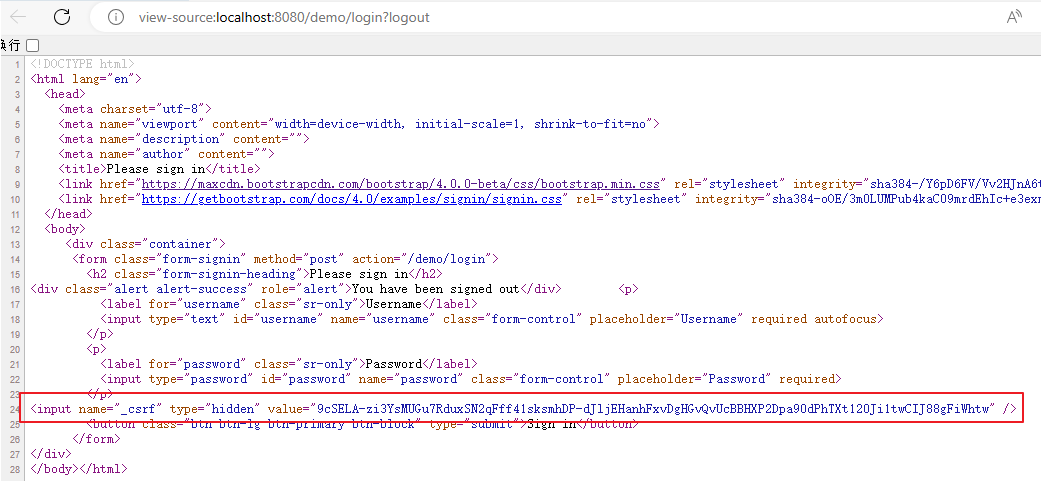 view-source:localhost:8080/demo/login?logout
换行
1 <!DOCTYPE html>
2 <html lang="en">
3 <head>
4 <meta charset="utf-8">
5 <meta name="viewport" content="width=device-width, initial-scale=1, shrink-to-fit=no">
6 <meta name="description" content="">
7 <meta name="author" content="">
8 <title>Please sign in</title>
9 <link href="https://maxcdn.bootstrapcdn.com/bootstrap/4.0.0-beta/css/bootstrap.min.css" rel="stylesheet" integrity="sha384-/Y6pD6FV/Vv2HJnA6t
10 <link href="https://getbootstrap.com/docs/4.0/examples/signin/signin.css" rel="stylesheet" integrity="sha384-oOE/3m0LUMPub4kaC09mrdEhIc+e3exm
11 </head>
12 <body>
13 <div class="container">
14 <form class="form-signin" method="post" action="/demo/login">
15 <h2 class="form-signin-heading">Please sign in</h2>
16 <div class="alert alert-success" role="alert">You have been signed out</div> <p>
17 <label for="username" class="sr-only">Username</label>
18 <input type="text" id="username" name="username" class="form-control" placeholder="Username" required autofocus>
19 </p>
20 <p>
21 <label for="password" class="sr-only">Password</label>
22 <input type="password" id="password" name="password" class="form-control" placeholder="Password" required>
23 </p>
24 <input name="_csrf" type="hidden" value="9cSELA-zi3YsMUGu7RduxSN2qFff41sksmhDP-dJljEHanhFxvDgHGvQvUcBBHXP2Dpa90dPhTXt120Ji1twCIJ88gFiWhtw" />
25 <button class="btn btn-lg btn-primary btn-block" type="submit">Sign in</button>
26 </form>
27 </div>
28 </body></html>